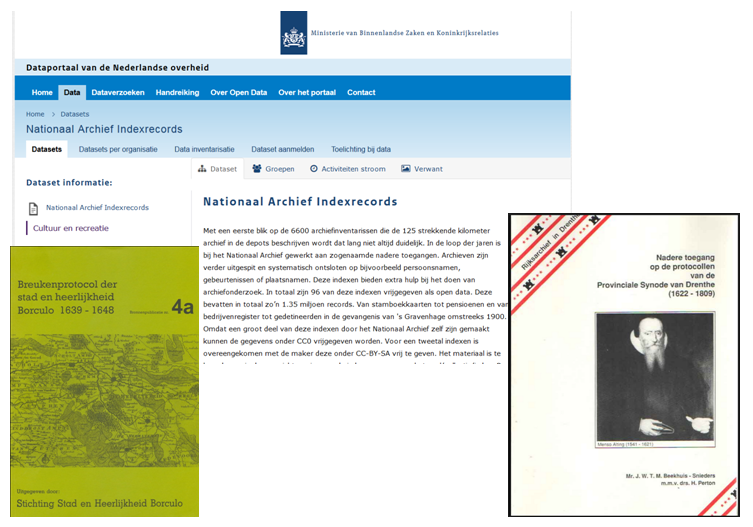 Ministerie van Binnenlandse Zaken en Koninkrijksrelaties
Dataportaal van de Nederlandse overheid
Home Data Dataverzoeken Handreiking Over Open Data Over het portaal Contact
Home > Datasets
Nationaal Archief Indexrecords
Datasets Datasets per organisatie Data inventarisatie Dataset aanmelden Toelichting bij data
Dataset Groepen Activiteiten stroom Verwant
Dataset informatie:
Nationaal Archief Indexrecords
Cultuur en recreatie
Nationaal Archief Indexrecords
Met een eerste blik op de 6600 archiefinventarissen die de 125 strekkende kilometer
archief in de depots beschrijven wordt dat lang niet altijd duidelijk. In de loop der jaren is
bij het Nationaal Archief gewerkt aan zogenaamde nadere toegangen. Archieven zijn
verder uitgespit en systematisch ontsloten op bijvoorbeeld persoonsnamen,
gebeurtenissen of plaatsnamen. Deze indexen bieden extra hulp bij het doen van
archiefonderzoek. In totaal zijn 96 van deze indexen vrijgegeven als open data. Deze
bevatten in totaal zo'n 1.35 miljoen records. Van stamboekkaarten tot pensioenen en van
bedrijvenregister tot gedetineerden in de gevangenis van 's Gravenhage omstreeks 1900.
Omdat een groot deel van deze indexen door het Nationaal Archief zelf zijn gemaakt
kunnen de gegevens onder CC0 vrijgegeven worden. Voor een tweetal indexen is
overeengekomen met de maker deze onder CC-BY-SA vrij te geven. Het materiaal is te
Breukenprotocol der
stad en heerlijkheid
Borculo 1639 - 1648
4a
Uitgegeven door:
Stichting Stad en Heerlijkheid Borculo
Rijksarchief in Drenthe
Nadere toegang
op de protocollen
van de
Provinciale Synode van Drenthe
(1622 - 1809)
Menso Alting (1541 - 1621)
Mr. J. W. T. M. Beekhuis - Snieders
m.m.v. drs. H. Perton